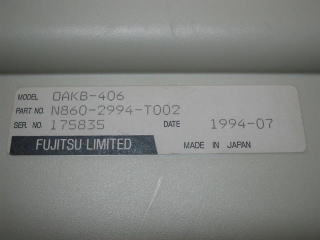 MODEL OAKB-406
PART NO. N860-2994-T002
SER. NO. 175835 DATE 1994-07
FUJITSU LIMITED MADE IN JAPAN